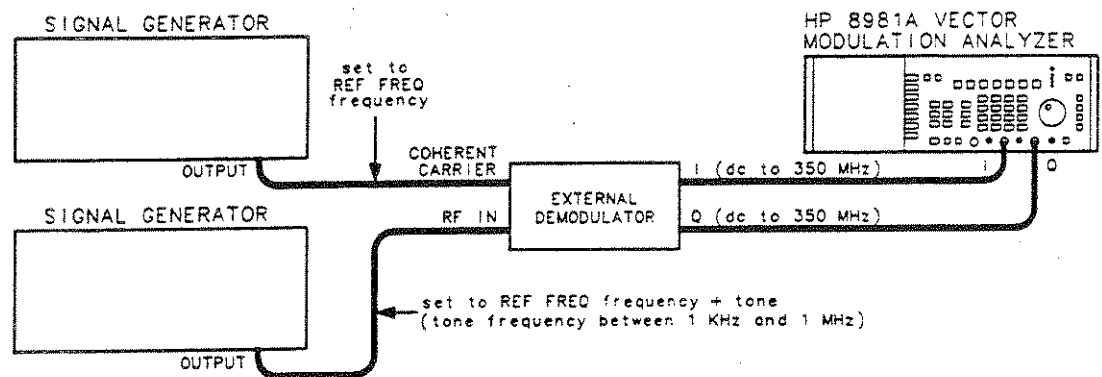 SIGNAL GENERATOR
HP 8981A VECTOR
MODULATION ANALYZER
set to
REF FREQ
frequency
OUTPUT
COHERENT
CARRIER
I (dc to 350 MHz)
I
Q
EXTERNAL
DEMODULATOR
SIGNAL GENERATOR
RF IN
Q (dc to 350 MHz)
set to REF FREQ frequency + tone
(tone frequency between 1 KHz and 1 MHz)
OUTPUT